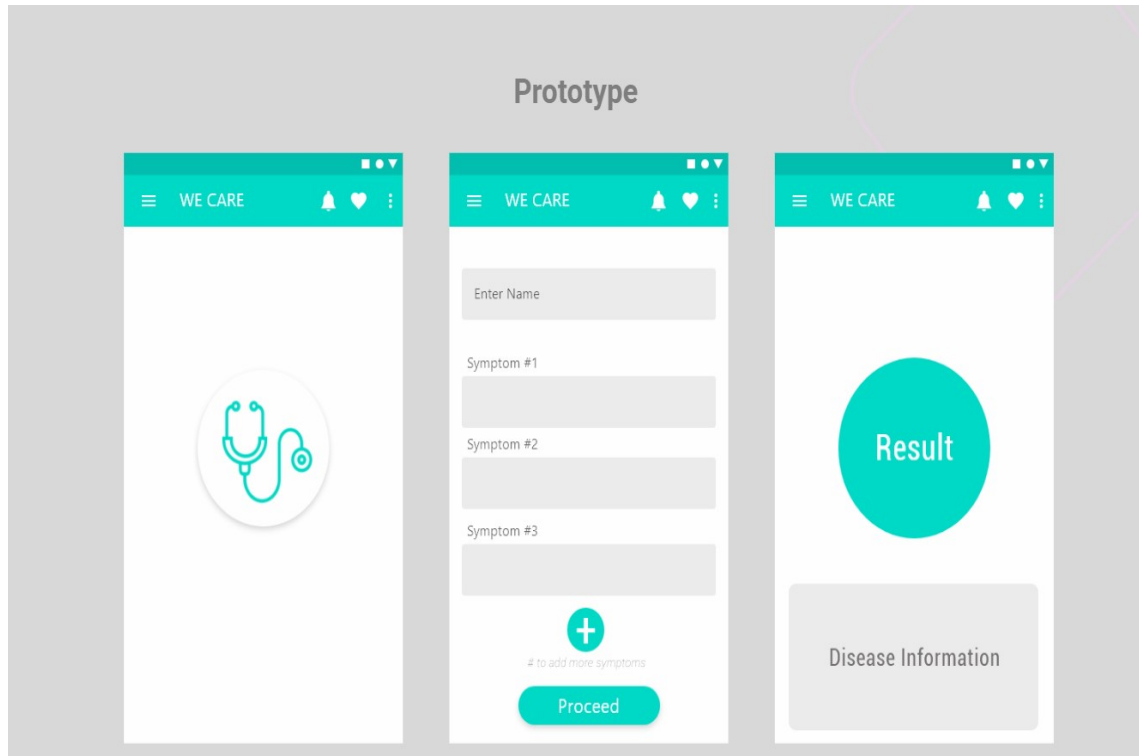 Prototype
WE CARE
Enter Name
Symptom #1
Symptom #2
Symptom #3
# to add more symptoms
Proceed
WE CARE
WE CARE
Result
Disease Information